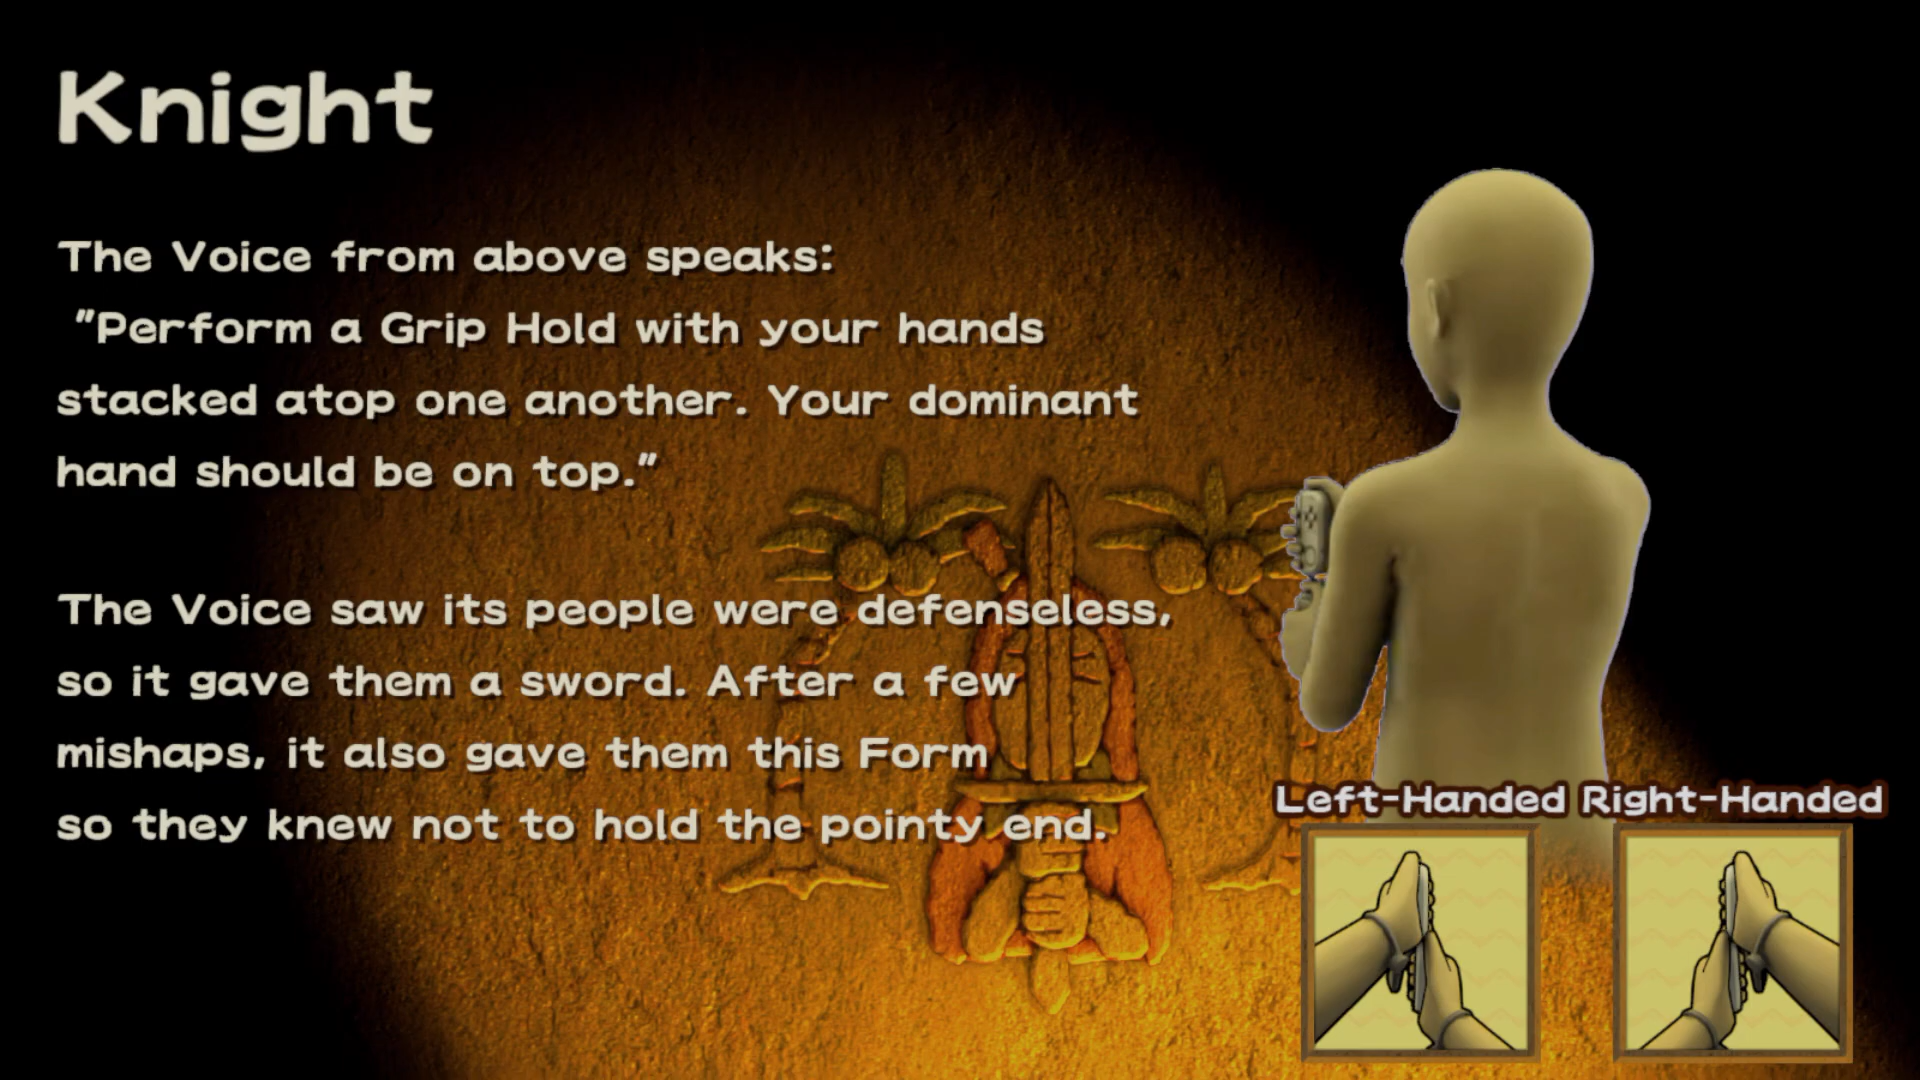 Knight
The Voice from above speaks:
"Perform a Grip Hold with your hands
stacked atop one another. Your dominant
hand should be on top."
The Voice saw its people were defenseless,
so it gave them a sword. After a few
mishaps, it also gave them this Form
so they knew not to hold the pointy end.
Left-Handed Right-Handed